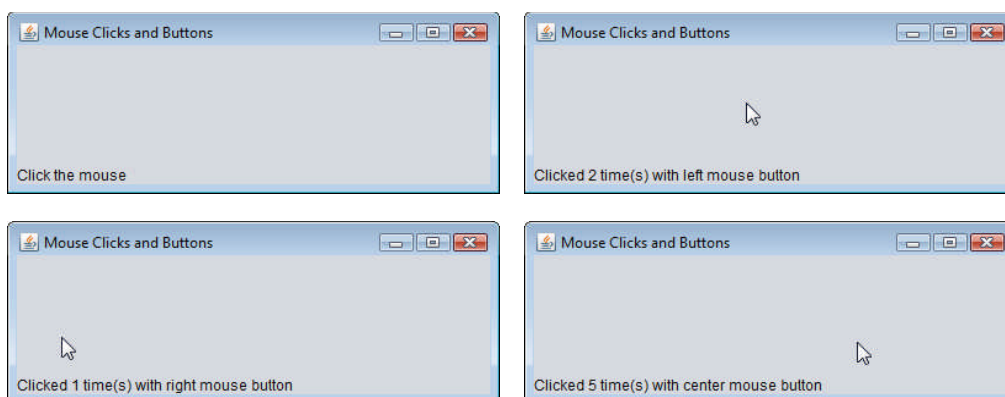 Mouse Clicks and Buttons
Click the mouse
Mouse Clicks and Buttons
Clicked 2 time(s) with left mouse button
Mouse Clicks and Buttons
Clicked 1 time(s) with right mouse button
Mouse Clicks and Buttons
Clicked 5 time(s) with center mouse button